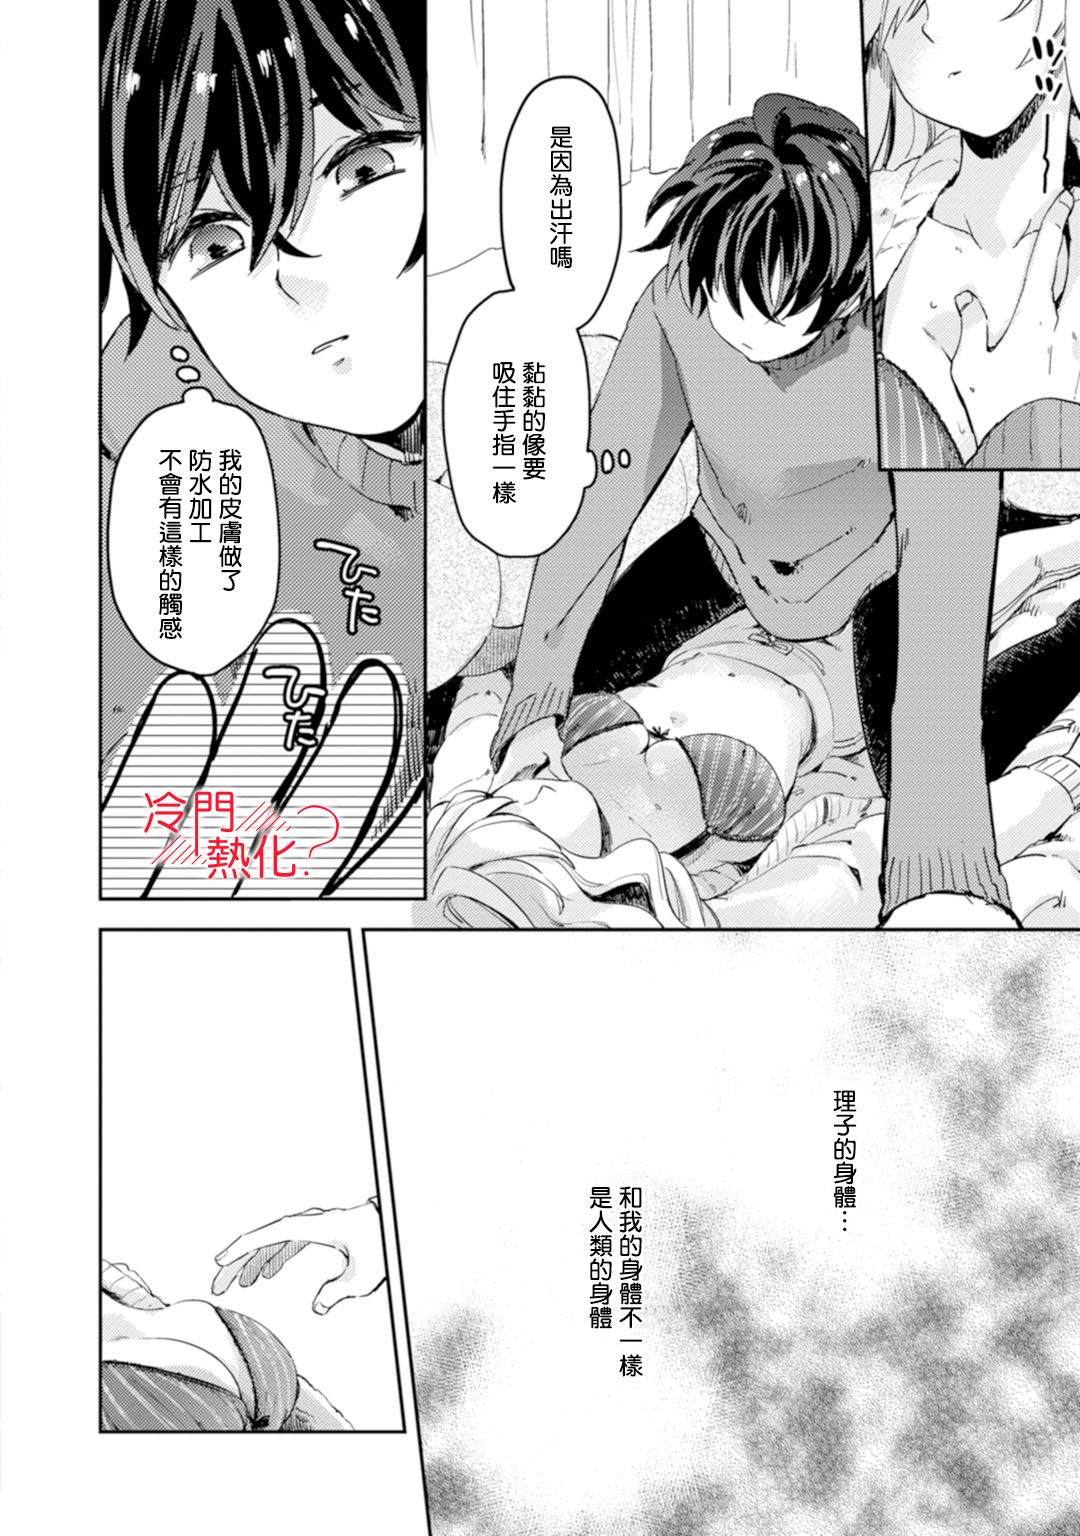 是因為出汗嗎
黏黏的像要
吸住手指一樣
我的皮膚做了
防水加工
不會有這樣的觸感
ひた
ひた
冷門
熱化?
理子的身體…
和我的身體不一樣
是人類的身體